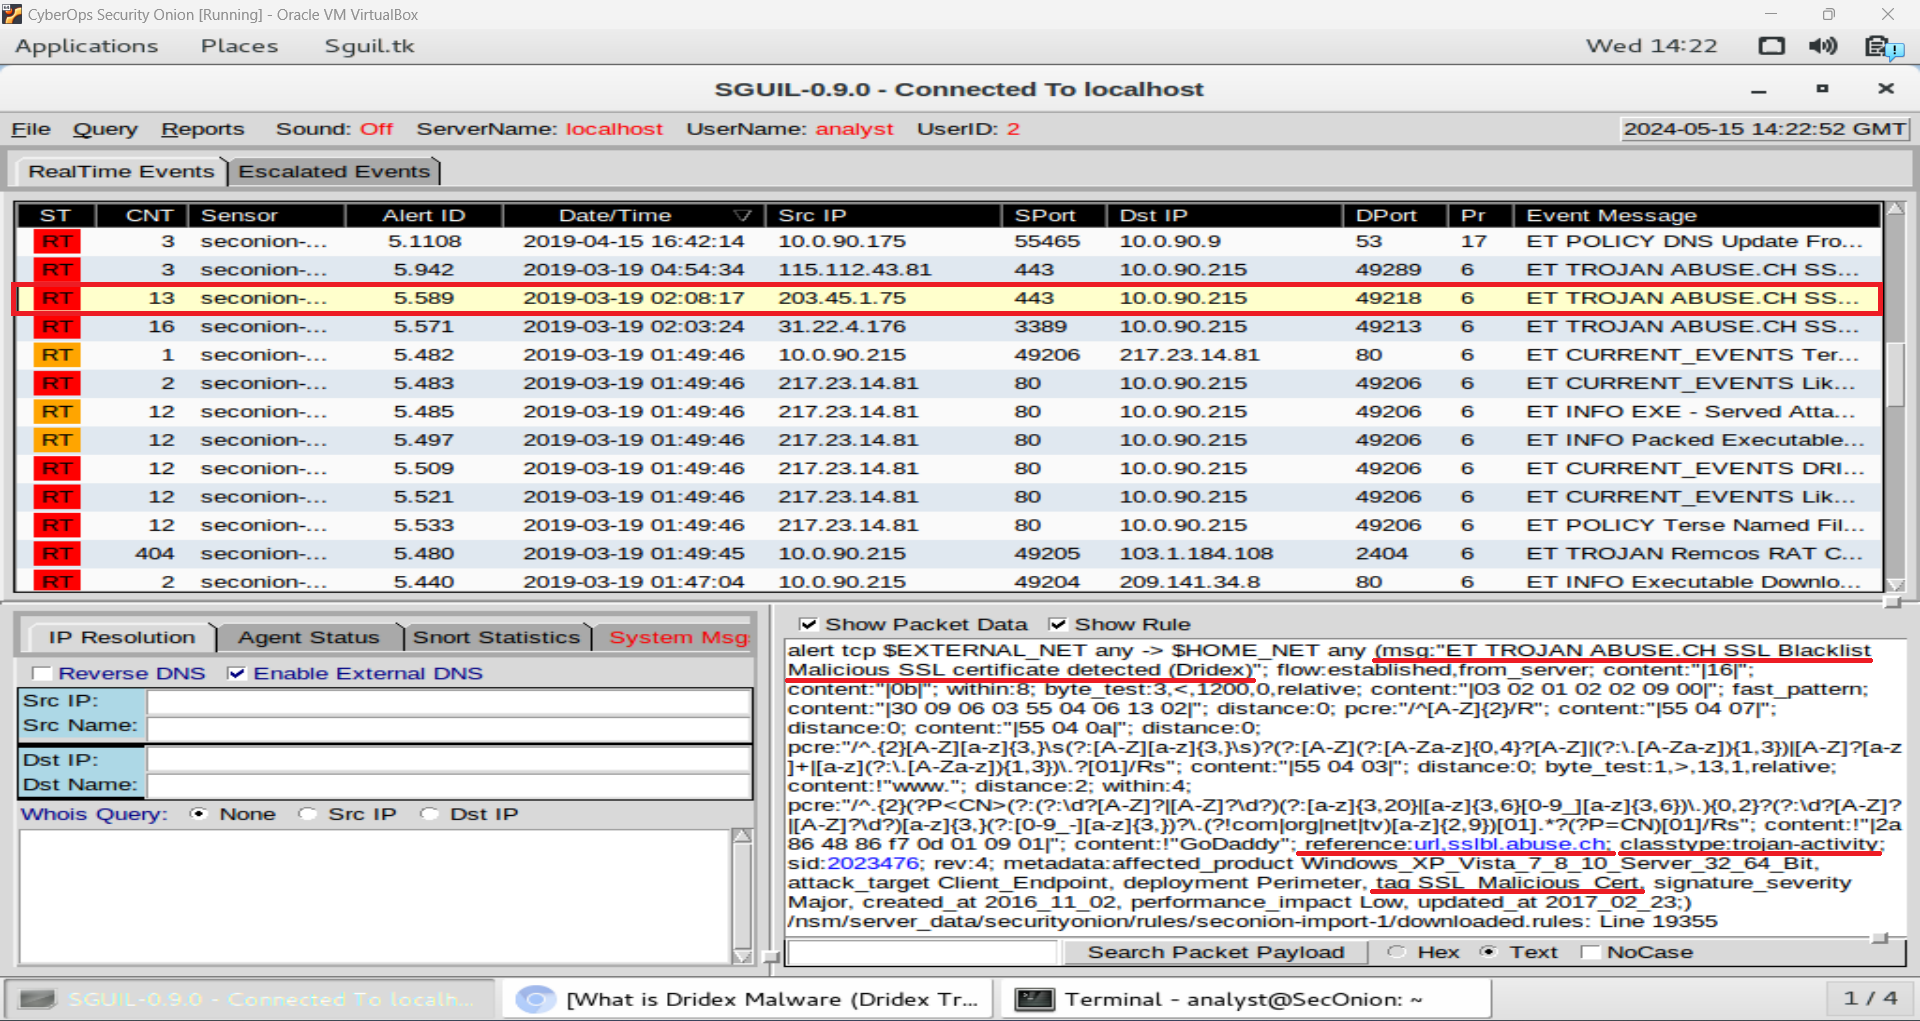 CyberOps Security Onion [Running] - Oracle VM VirtualBox
Applications Places Sguil.tk Wed 14:22
SGUIL-0.9.0 - Connected To localhost
File Query Reports Sound: Off ServerName: localhost UserName: analyst UserID: 2 2024-05-15 14:22:52 GMT
RealTime Events Escalated Events
ST CNT Sensor Alert ID Date/Time Src IP SPort Dst IP DPort Pr Event Message
RT 3 seconion-... 5.1108 2019-04-15 16:42:14 10.0.90.175 55465 10.0.90.9 53 17 ET POLICY DNS Update Fro...
RT 3 seconion-... 5.942 2019-03-19 04:54:34 115.112.43.81 443 10.0.90.215 49289 6 ET TROJAN ABUSE.CH SS...
RT 13 seconion-... 5.589 2019-03-19 02:08:17 203.45.1.75 443 10.0.90.215 49218 6 ET TROJAN ABUSE.CH SS...
RT 16 seconion-... 5.571 2019-03-19 02:03:24 31.22.4.176 3389 10.0.90.215 49213 6 ET TROJAN ABUSE.CH SS...
RT 1 seconion-... 5.482 2019-03-19 01:49:46 10.0.90.215 49206 217.23.14.81 80 6 ET CURRENT_EVENTS Ter...
RT 2 seconion-... 5.483 2019-03-19 01:49:46 217.23.14.81 80 10.0.90.215 49206 6 ET CURRENT_EVENTS Lik...
RT 12 seconion-... 5.485 2019-03-19 01:49:46 217.23.14.81 80 10.0.90.215 49206 6 ET INFO EXE - Served Atta...
RT 12 seconion-... 5.497 2019-03-19 01:49:46 217.23.14.81 80 10.0.90.215 49206 6 ET INFO Packed Executable...
RT 12 seconion-... 5.509 2019-03-19 01:49:46 217.23.14.81 80 10.0.90.215 49206 6 ET CURRENT_EVENTS DRI...
RT 12 seconion-... 5.521 2019-03-19 01:49:46 217.23.14.81 80 10.0.90.215 49206 6 ET CURRENT_EVENTS Lik...
RT 12 seconion-... 5.533 2019-03-19 01:49:46 217.23.14.81 80 10.0.90.215 49206 6 ET POLICY Terse Named Fil...
RT 404 seconion-... 5.480 2019-03-19 01:49:45 10.0.90.215 49205 103.1.184.108 2404 6 ET TROJAN Remcos RAT C...
RT 2 seconion-... 5.440 2019-03-19 01:47:04 10.0.90.215 49204 209.141.34.8 80 6 ET INFO Executable Downlo...
IP Resolution Agent Status Snort Statistics System Msgs
Reverse DNS Enable External DNS
Src IP:
Src Name:
Dst IP:
Dst Name:
Whois Query: None Src IP Dst IP
Show Packet Data Show Rule
alert tcp $EXTERNAL_NET any -> $HOME_NET any (msg:"ET TROJAN ABUSE.CH SSL Blacklist
Malicious SSL certificate detected (Dridex)"; flow:established,from_server; content:"|16|";
content:"|0b|"; within:8; byte_test:3,<,1200,0,relative; content:"|03 02 01 02 02 09 00|"; fast_pattern;
content:"|30 09 06 03 55 04 06 13 02|"; distance:0; pcre:"/^[A-Z]{2}/R"; content:"|55 04 07|";
distance:0; content:"|55 04 0a|"; distance:0;
pcre:"/^.{2}[A-Z][a-z]{3,}\s(?:[A-Z][a-z]{3,}\s)?(?:[A-Z](?:[A-Za-z]{0,4}?[A-Z]|(?:\.[A-Za-z]){1,3})|[A-Z]?[a-z
]+|[a-z](?:\.[A-Za-z]){1,3})\.?[01]/Rs"; content:"|55 04 03|"; distance:0; byte_test:1,>,13,1,relative;
content:!"www."; distance:2; within:4;
pcre:"/^.{2}(?P<CN>(?:(?:\d?[A-Z]?|[A-Z]?\d?)(?:[a-z]{3,20}|[a-z]{3,6}[0-9_][a-z]{3,6})\.){0,2}?(?:\d?[A-Z]?
|[A-Z]?\d?)[a-z]{3,}(?:[0-9_-][a-z]{3,})?\.(?!com|org|net|tv)[a-z]{2,9})[01].*?(?P=CN)[01]/Rs"; content:!"|2a
86 48 86 f7 0d 01 09 01|"; content:!"GoDaddy"; reference:url,sslbl.abuse.ch; classtype:trojan-activity;
sid:2023476; rev:4; metadata:affected_product Windows_XP_Vista_7_8_10_Server_32_64_Bit,
attack_target Client_Endpoint, deployment Perimeter, tag SSL_Malicious_Cert, signature_severity
Major, created_at 2016_11_02, performance_impact Low, updated_at 2017_02_23;)
/nsm/server_data/securityonion/rules/seconion-import-1/downloaded.rules: Line 19355
Search Packet Payload Hex Text NoCase
SGUIL-0.9.0 - Connected To localh... [What is Dridex Malware (Dridex Tr... Terminal - analyst@SecOnion: ~ 1 / 4